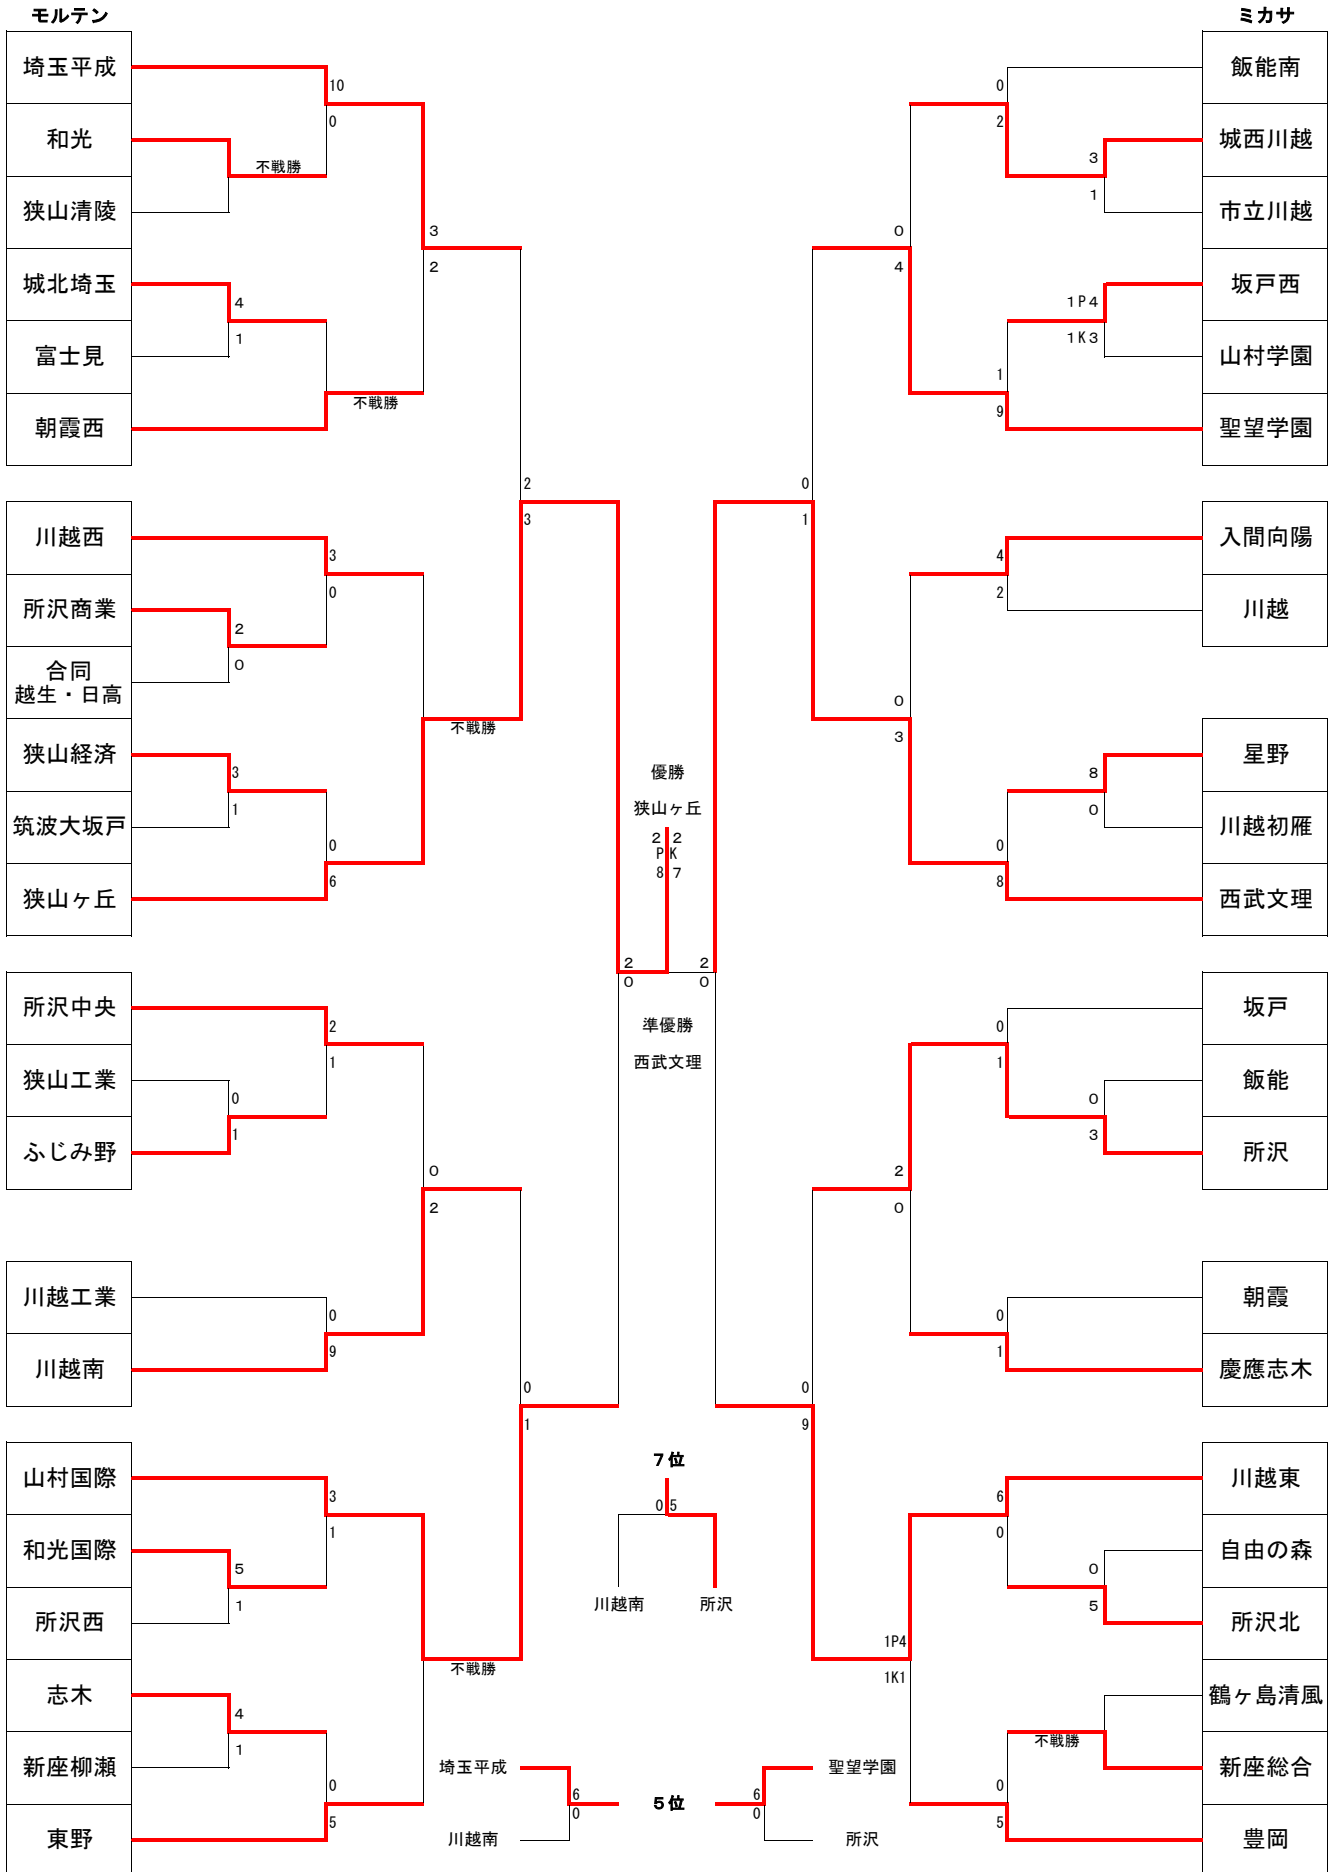 モルテン
ミカサ
埼玉平成
和光
狭山清陵
城北埼玉
富士見
朝霞西
川越西
所沢商業
合同
越生・日高
狭山経済
筑波大坂戸
狭山ヶ丘
所沢中央
狭山工業
ふじみ野
川越工業
川越南
山村国際
和光国際
所沢西
志木
新座柳瀬
東野
10
0
不戦勝
4
1
不戦勝
3
2
3
0
2
0
3
1
0
6
不戦勝
2
3
2
1
0
1
0
2
0
9
0
1
3
1
5
1
不戦勝
4
1
0
5
優勝
狭山ヶ丘
2 2
P K
8 7
2
0
2
0
準優勝
西武文理
7位
0 5
川越南
所沢
埼玉平成
川越南
6
0
5位
6
0
聖望学園
所沢
0
2
3
1
0
4
1P4
1K3
1
9
0
1
4
2
0
3
8
0
0
8
0
1
0
3
2
0
0
1
0
9
6
0
0
5
1P4
1K1
不戦勝
0
5
飯能南
城西川越
市立川越
坂戸西
山村学園
聖望学園
入間向陽
川越
星野
川越初雁
西武文理
坂戸
飯能
所沢
朝霞
慶應志木
川越東
自由の森
所沢北
鶴ヶ島清風
新座総合
豊岡